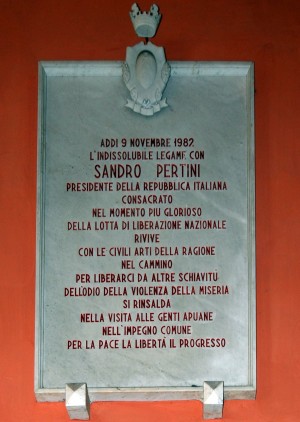 ADDI 9 NOVEMBRE 1982
L'INDISSOLUBILE LEGAME CON
SANDRO PERTINI
PRESIDENTE DELLA REPUBBLICA ITALIANA
CONSACRATO
NEL MOMENTO PIU GLORIOSO
DELLA LOTTA DI LIBERAZIONE NAZIONALE
RIVIVE
CON LE CIVILI ARTI DELLA RAGIONE
NEL CAMMINO
PER LIBERARCI DA ALTRE SCHIAVITU
DELL'ODIO DELLA VIOLENZA DELLA MISERIA
SI RINSALDA
NELLA VISITA ALLE GENTI APUANE
NELL'IMPEGNO COMUNE
PER LA PACE LA LIBERTÁ IL PROGRESSO